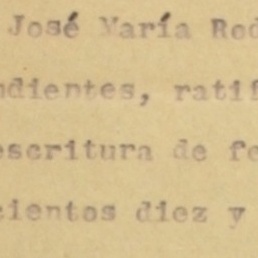 José María Rod
ndientes, ratif
escritura de fe
cientos diez y